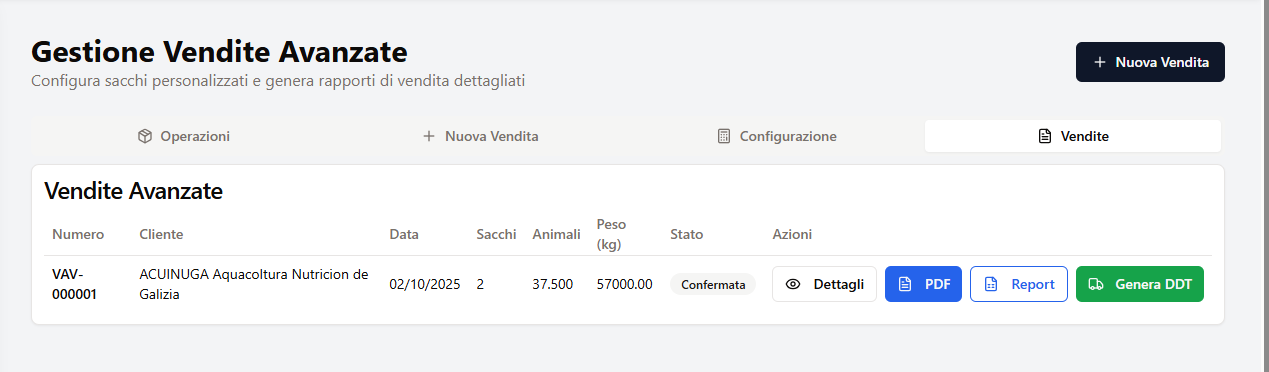 Gestione Vendite Avanzate
Configura sacchi personalizzati e genera rapporti di vendita dettagliati
Nuova Vendita
Operazioni
Nuova Vendita
Configurazione
Vendite
Vendite Avanzate
Numero Cliente Data Sacchi Animali Peso (kg) Stato Azioni
VAV-000001 ACUINUGA Aquacoltura Nutricion de Galizia 02/10/2025 2 37.500 57000.00 Confermata Dettagli PDF Report Genera DDT